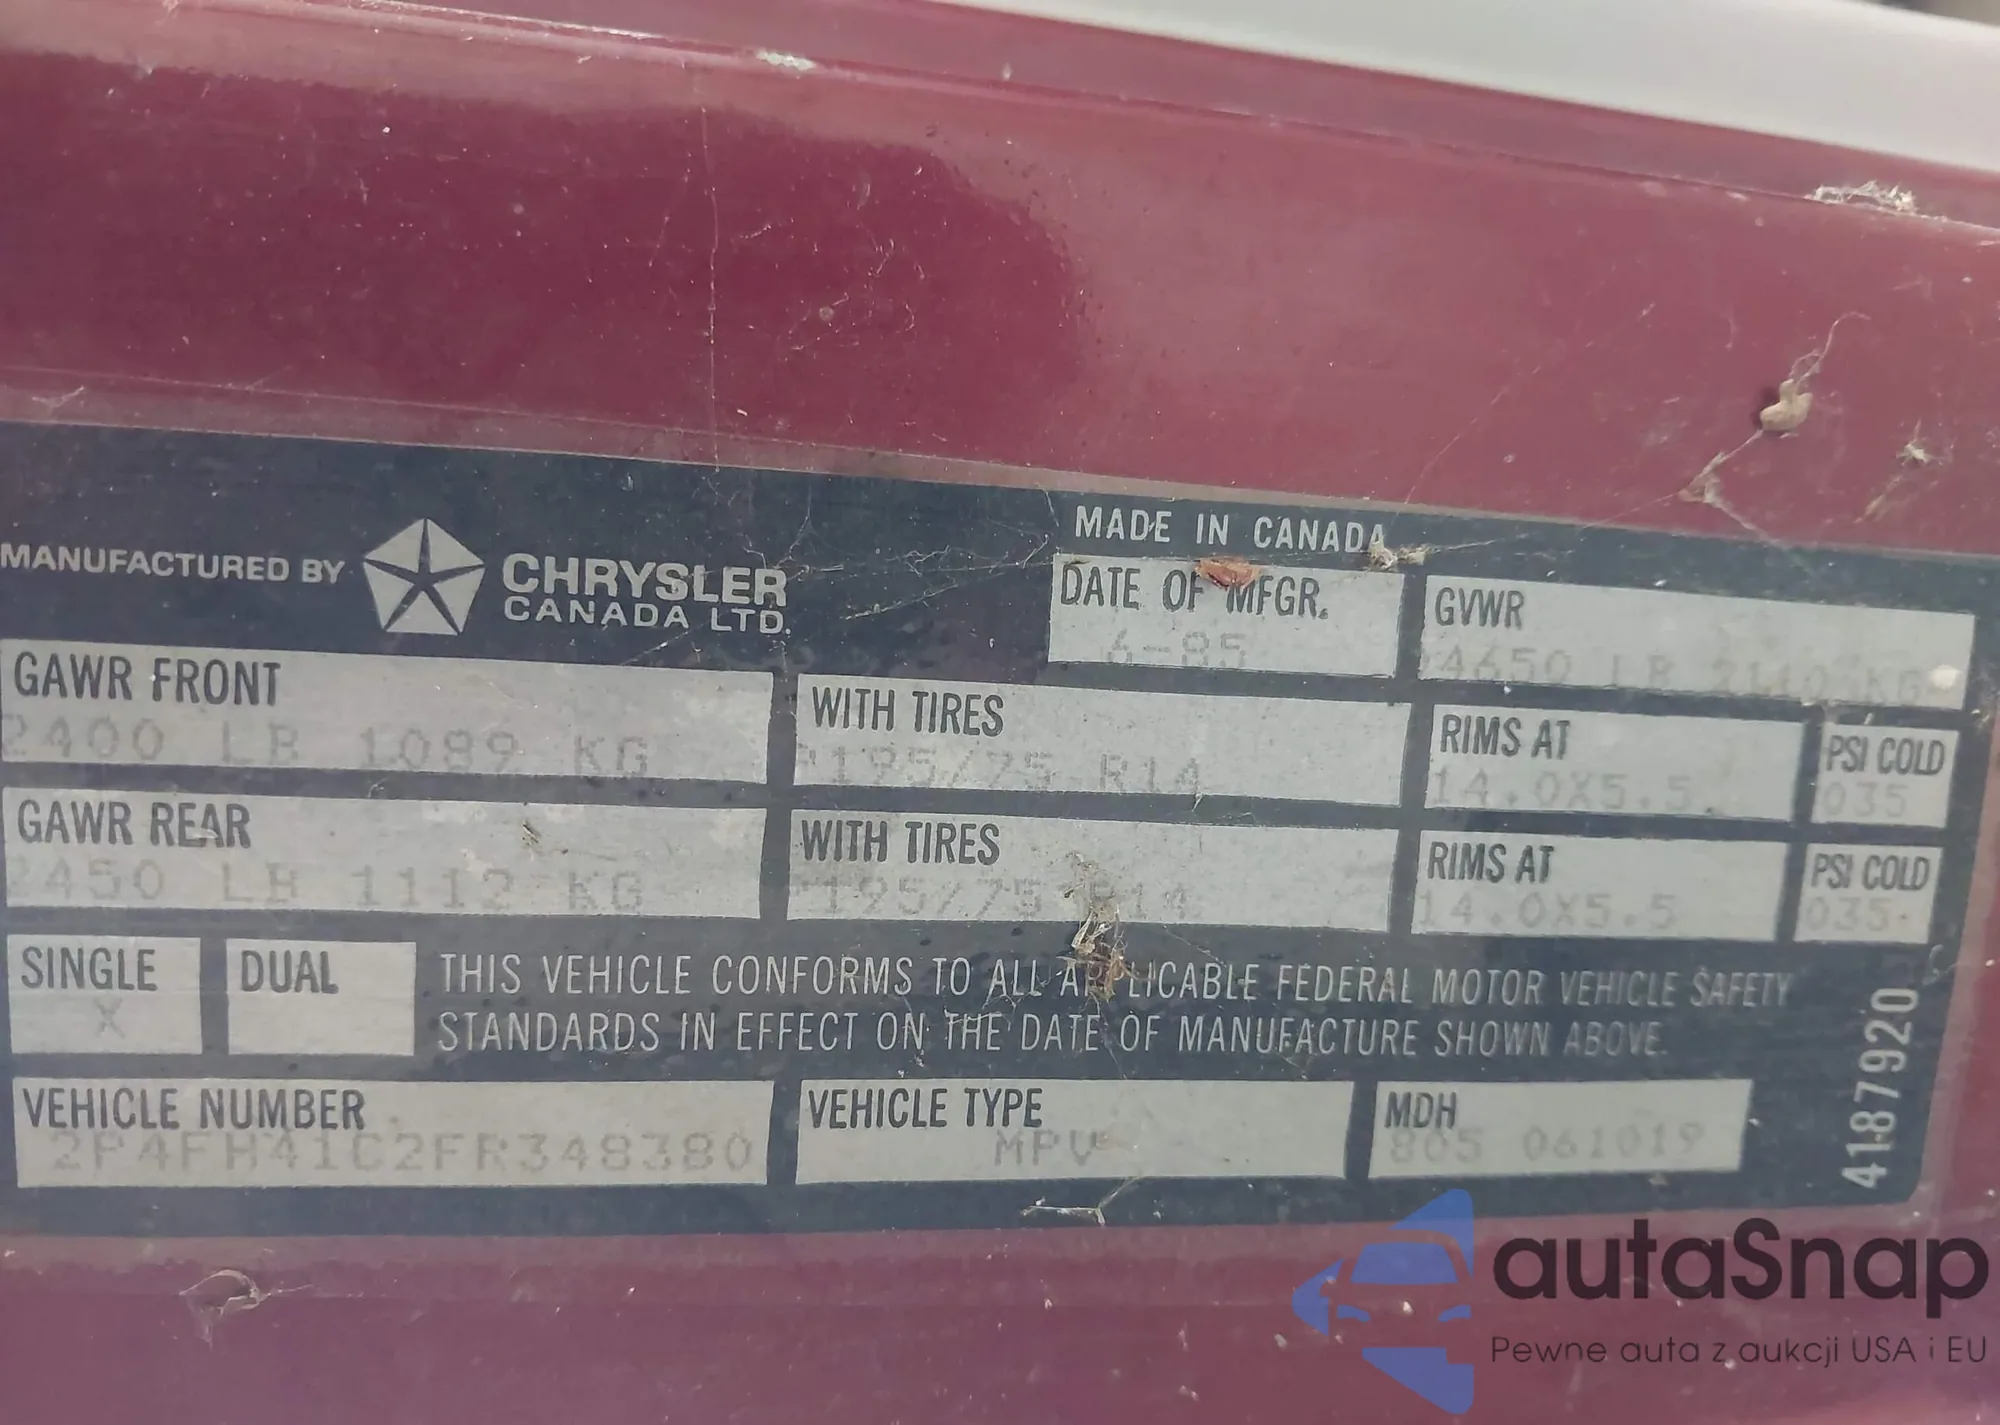 MADE IN CANADA
MANUFACTURED BY CHRYSLER CANADA LTD.
DATE OF MFGR. GVWR
6-85 4650 LB KG
GAWR FRONT WITH TIRES RIMS AT PSI COLD
2400 LB 1089 KG P195/75 R14 14.0X5.5 035
GAWR REAR WITH TIRES RIMS AT PSI COLD
2450 LB 1112 KG P195/75 R14 14.0X5.5 035
SINGLE DUAL
X
THIS VEHICLE CONFORMS TO ALL APPLICABLE FEDERAL MOTOR VEHICLE SAFETY
STANDARDS IN EFFECT ON THE DATE OF MANUFACTURE SHOWN ABOVE.
VEHICLE NUMBER VEHICLE TYPE MDH
2P4FH41C2FR348380 MPV 805 061019
4187920
autaSnap
Pewne auta z aukcji USA i EU